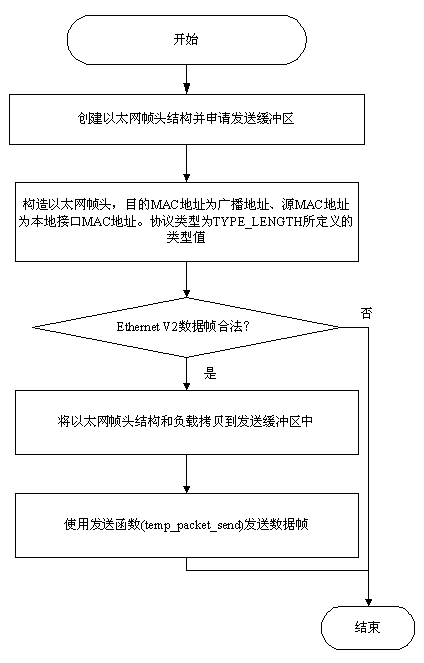 开始
创建以太网帧头结构并申请发送缓冲区
构造以太网帧头，目的MAC地址为广播地址、源MAC地址
为本地接口MAC地址。协议类型为TYPE_LENGTH所定义的
类型值
Ethernet V2数据帧合法？
否
是
将以太网帧头结构和负载拷贝到发送缓冲区中
使用发送函数(temp_packet_send)发送数据帧
结束